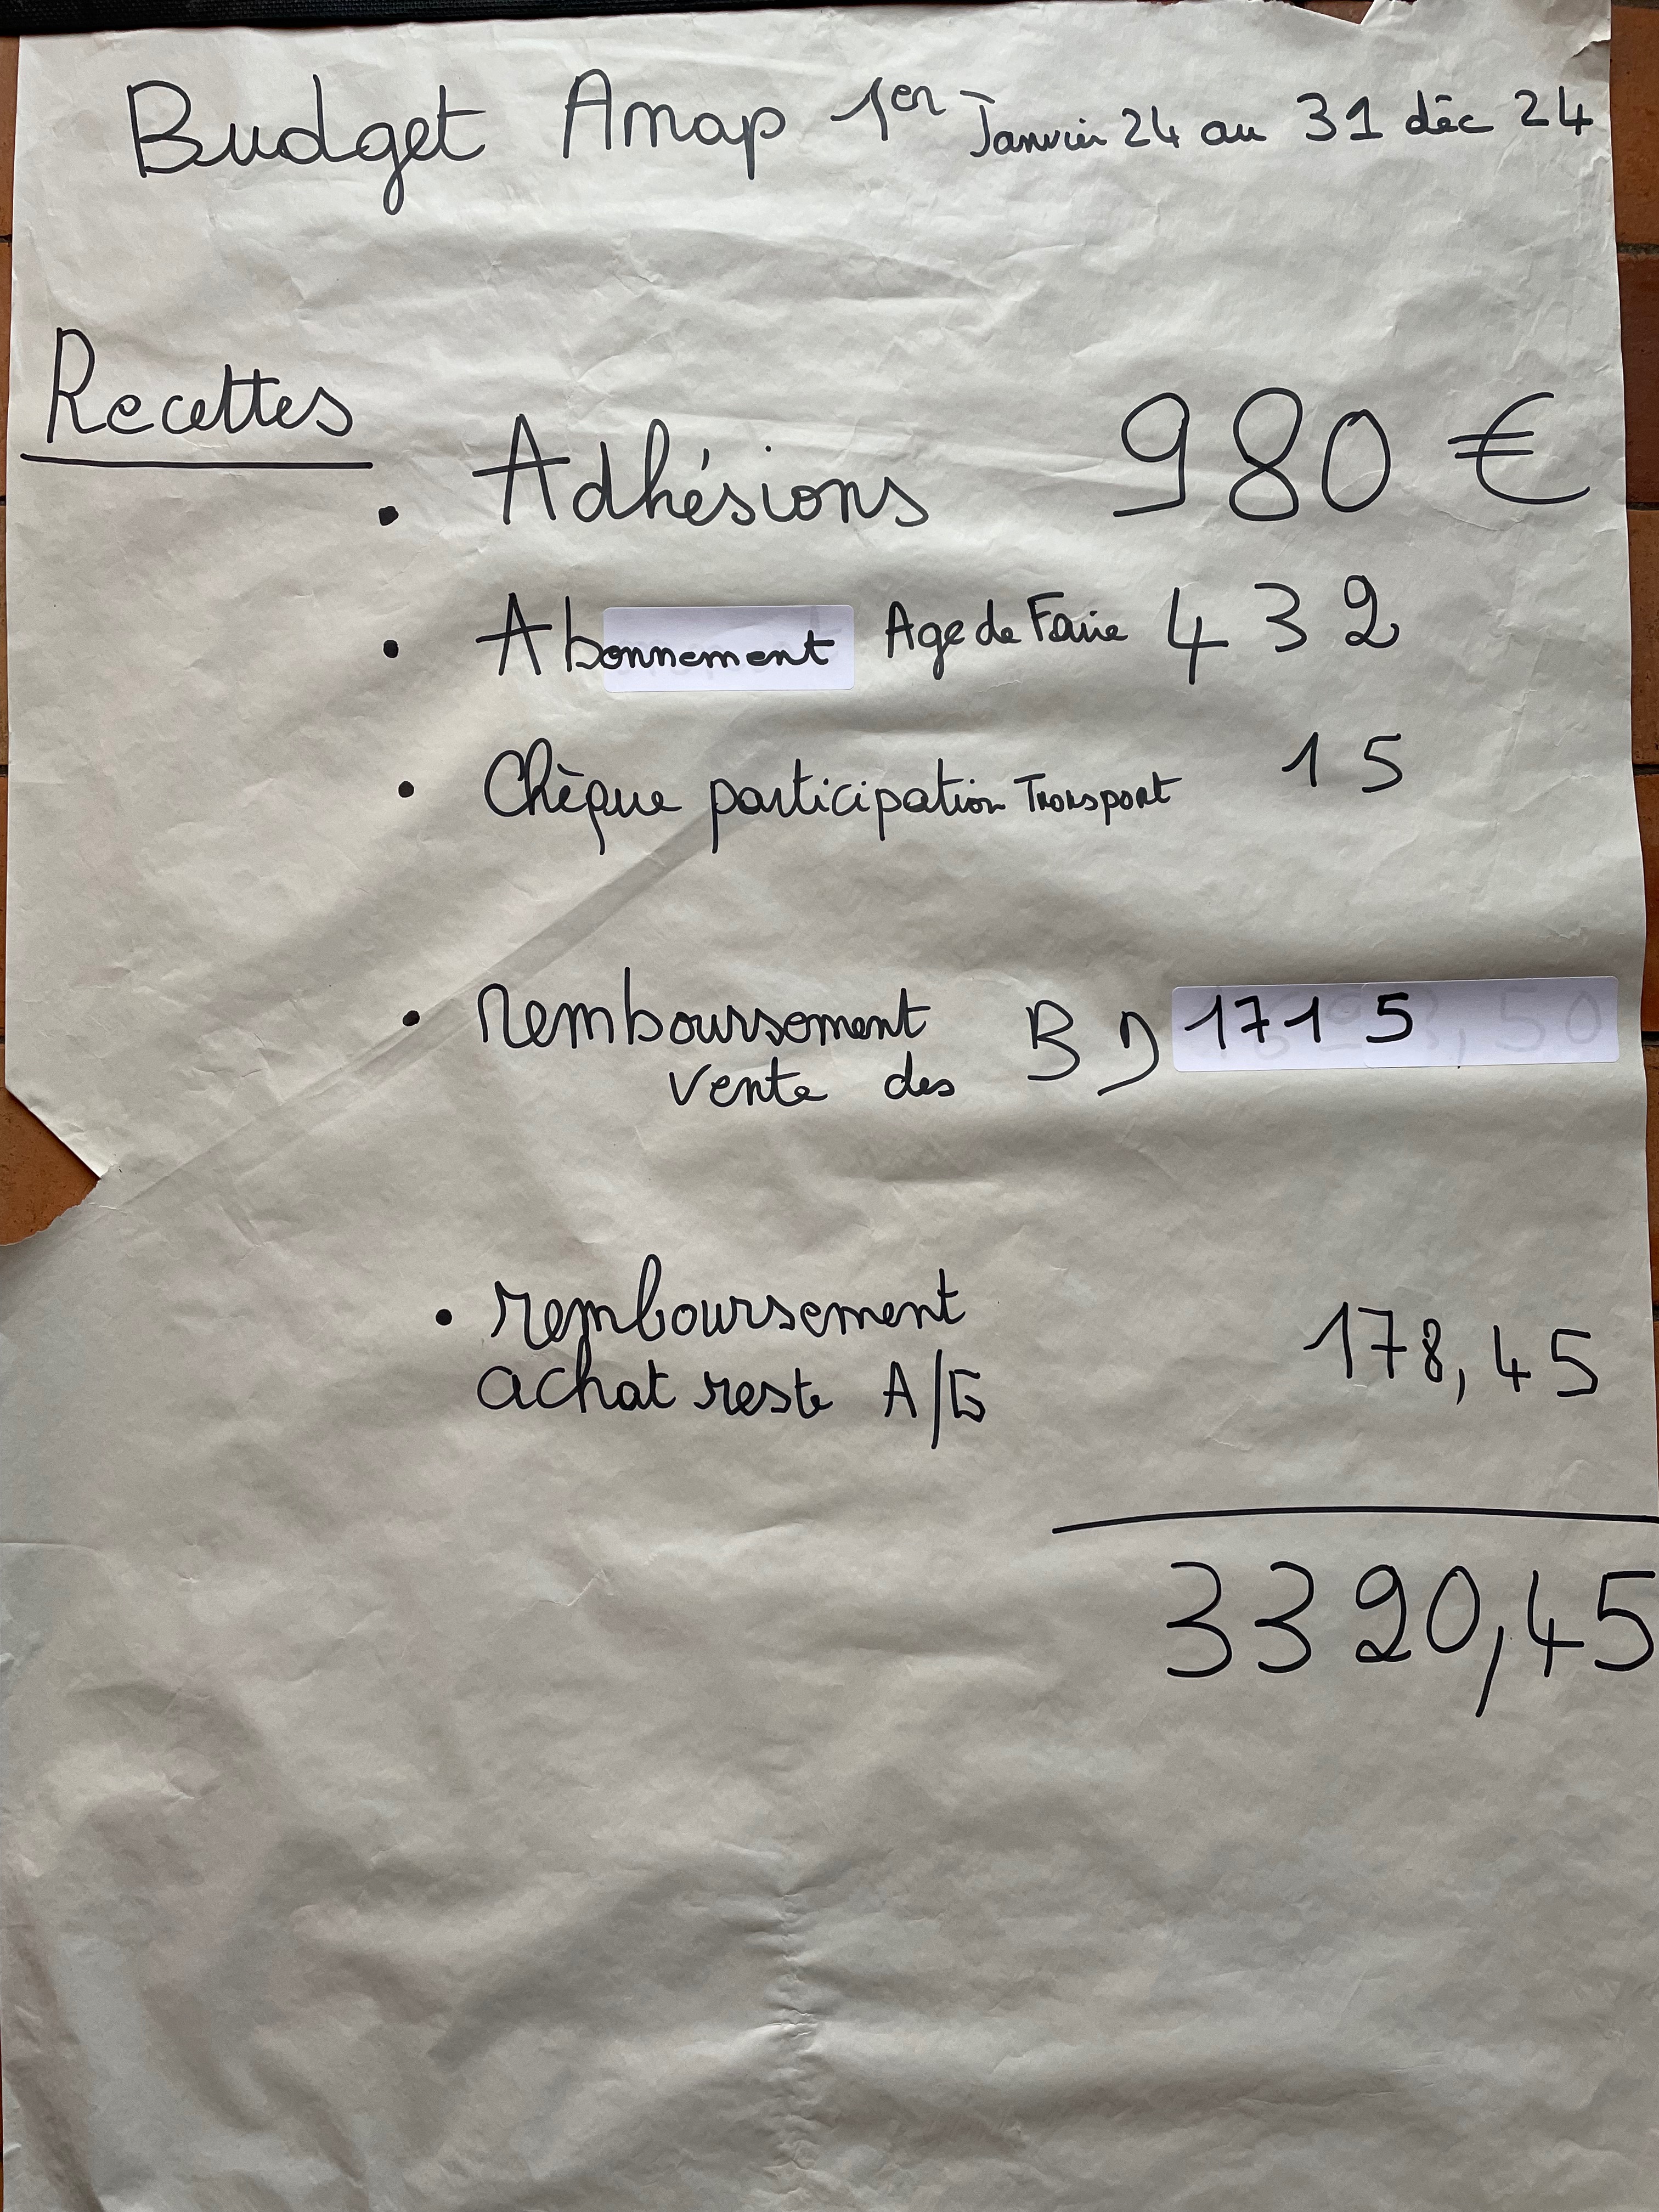 Budget Amap 1er Janvier 24 au 31 déc 24
Recettes
• Adhésions 980 €
• Abonnement Age de Faire 432
• Chèque participation Transport 15
• remboursement BD 1715
vente des
• remboursement
achat reste A/G 178,45
3320,45